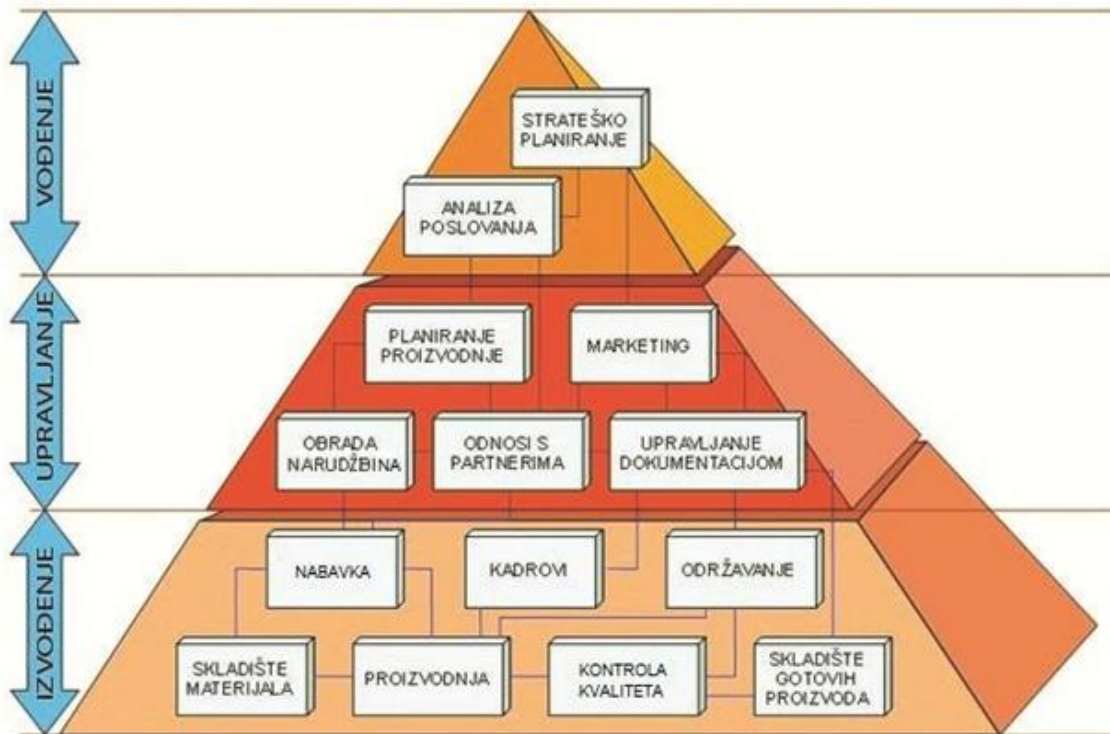 VOĐENJE
STRATEŠKO
PLANIRANJE
ANALIZA
POSLOVANJA
UPRAVLJANJE
PLANIRANJE
PROIZVODNJE
MARKETING
OBRADA
NARUDŽBINA
ODNOSI S
PARTNERIMA
UPRAVLJANJE
DOKUMENTACIJOM
IZVOĐENJE
NABAVKA
KADROVI
ODRŽAVANJE
SKLADIŠTE
MATERIJALA
PROIZVODNJA
KONTROLA
KVALITETA
SKLADIŠTE
GOTOVIH
PROIZVODA